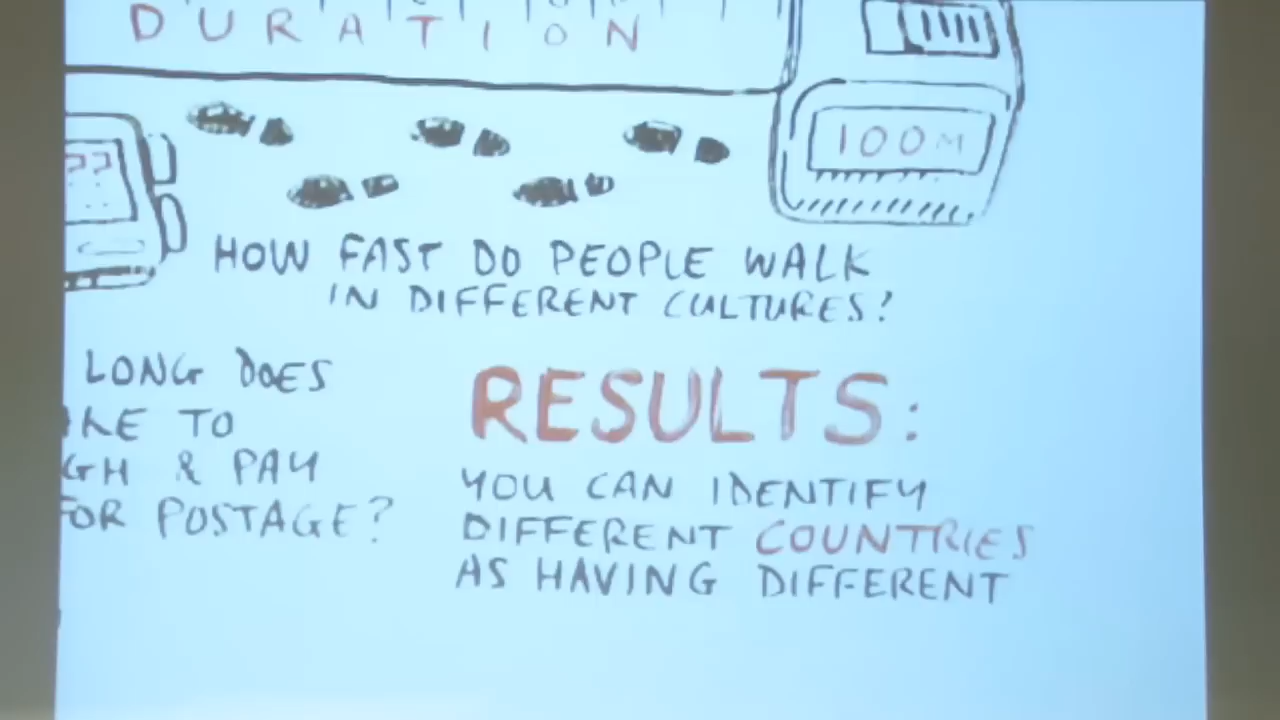 DURATION
100M
??
HOW FAST DO PEOPLE WALK
IN DIFFERENT CULTURES?
LONG DOES
TO
& PAY
FOR POSTAGE?
RESULTS:
YOU CAN IDENTIFY
DIFFERENT COUNTRIES
AS HAVING DIFFERENT